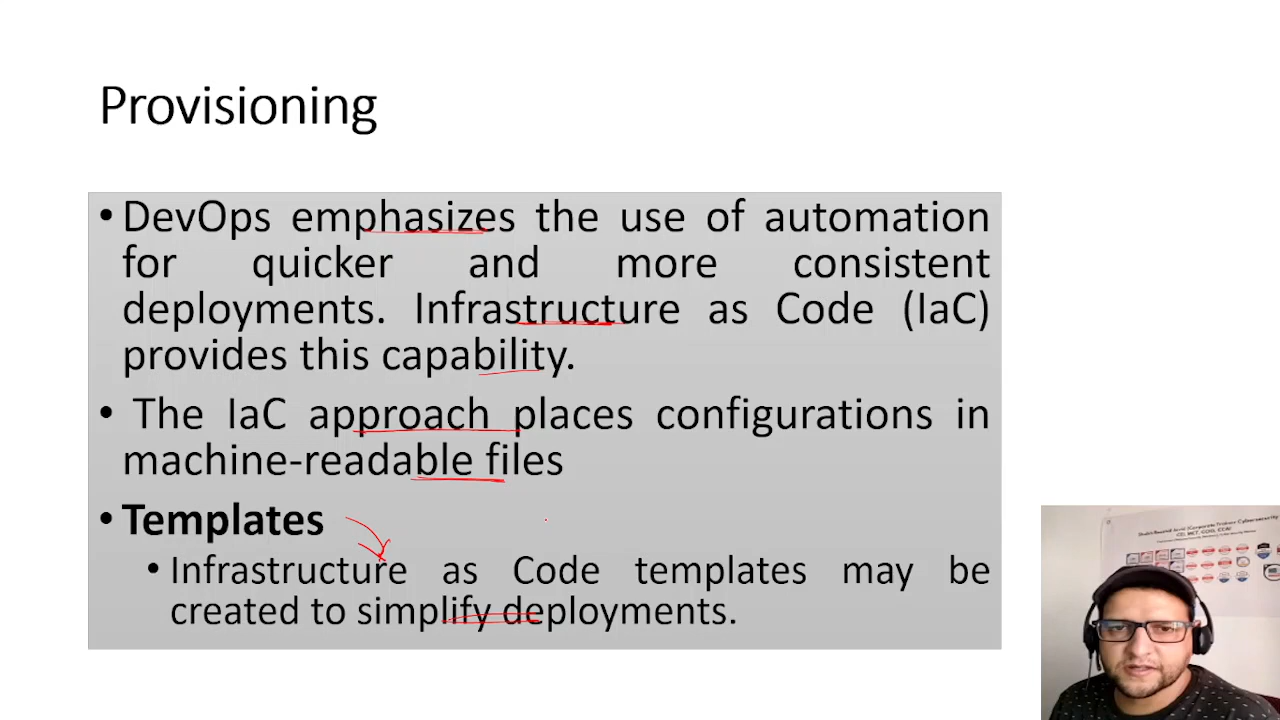 Provisioning
• DevOps emphasizes the use of automation
for quicker and more consistent
deployments. Infrastructure as Code (IaC)
provides this capability.
• The IaC approach places configurations in
machine-readable files
• Templates
• Infrastructure as Code templates may be
created to simplify deployments.